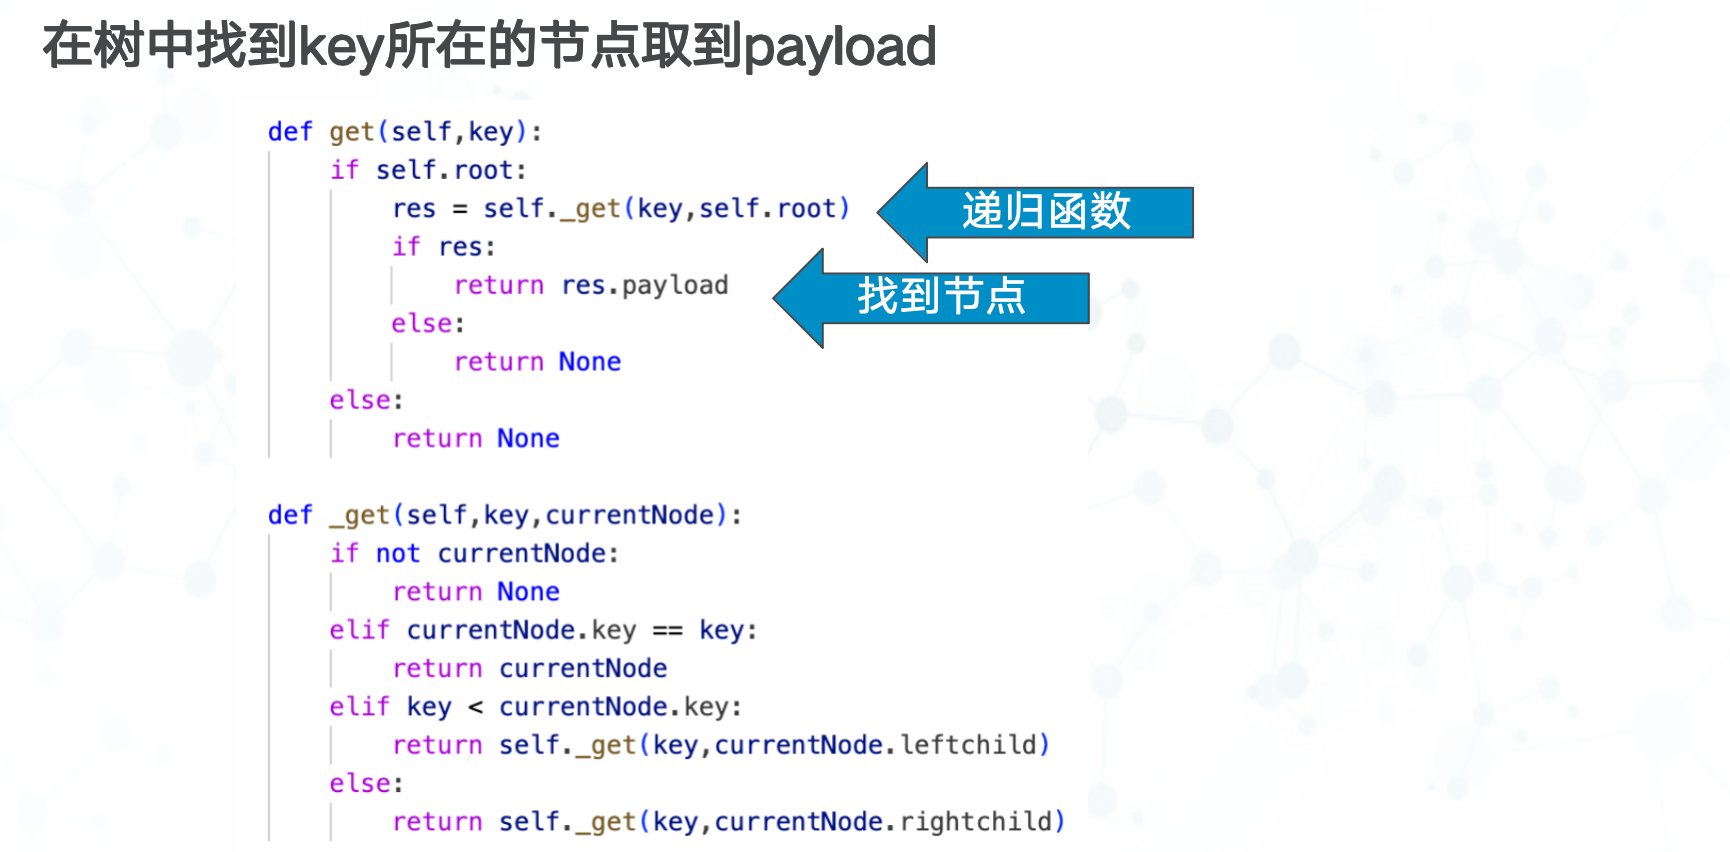 在树中找到key所在的节点取到payload
def get(self,key):
if self.root:
res = self._get(key,self.root)
递归函数
if res:
return res.payload
找到节点
else:
return None
else:
return None
def _get(self,key,currentNode):
if not currentNode:
return None
elif currentNode.key == key:
return currentNode
elif key < currentNode.key:
return self._get(key,currentNode.leftchild)
else:
return self._get(key,currentNode.rightchild)